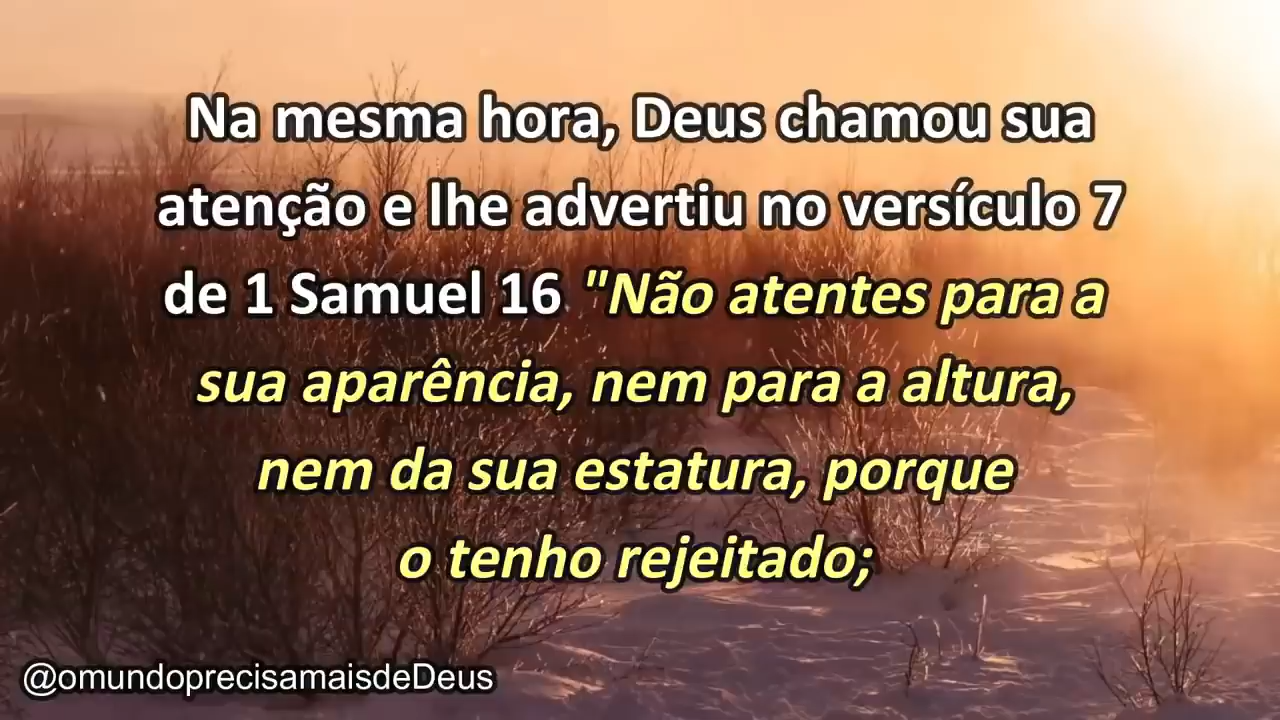 Na mesma hora, Deus chamou sua
atenção e lhe advertiu no versículo 7
de 1 Samuel 16 "Não atentes para a
sua aparência, nem para a altura,
nem da sua estatura, porque
o tenho rejeitado;
@omundoprecisamaisdeDeus